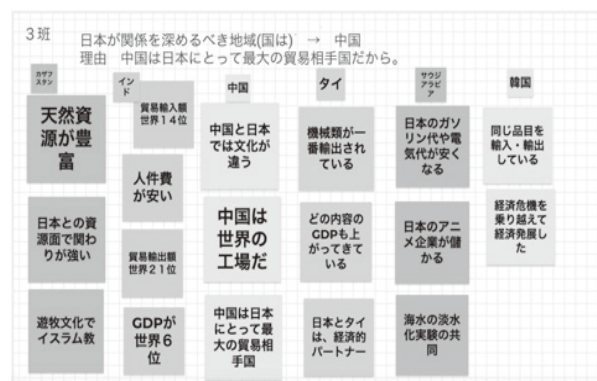 3班
日本が関係を深めるべき地域(国は) → 中国
理由 中国は日本にとって最大の貿易相手国だから。
カザフ
スタン
天然資
源が豊
富
日本との資
源面で関わ
りが強い
遊牧文化で
イスラム教
イン
ド
貿易輸入額
世界14位
人件費
が安い
貿易輸出額
世界21位
GDPが
世界6
位
中国
中国と日本
では文化が
違う
中国は
世界の
工場だ
中国は日本
にとって最
大の貿易相
手国
タイ
機械類が一
番輸出され
ている
どの内容の
GDPも上
がってきて
いる
日本とタイ
は、経済的
パートナー
サウジ
アラビ
ア
日本のガソ
リン代や電
気代が安く
なる
日本のアニ
メ企業が儲
かる
海水の淡水
化実験の共
同
韓国
同じ品目を
輸入・輸出
している
経済危機を
乗り越えて
経済発展し
た